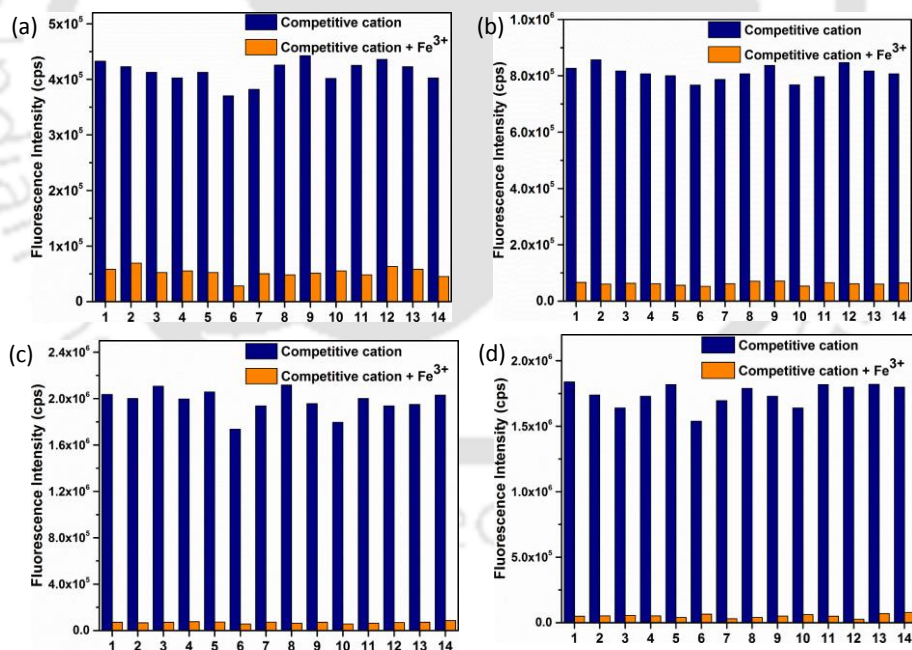 (a)
Competitive cation
Competitive cation + Fe³⁺
Fluorescence Intensity (cps)
5x10⁵
4x10⁵
3x10⁵
2x10⁵
1x10⁵
0
1 2 3 4 5 6 7 8 9 10 11 12 13 14
(b)
Competitive cation
Competitive cation + Fe³⁺
Fluorescence Intensity (cps)
1.0x10⁶
8.0x10⁵
6.0x10⁵
4.0x10⁵
2.0x10⁵
0.0
1 2 3 4 5 6 7 8 9 10 11 12 13 14
(c)
Competitive cation
Competitive cation + Fe³⁺
Fluorescence Intensity (cps)
2.4x10⁶
2.0x10⁶
1.6x10⁶
1.2x10⁶
8.0x10⁵
4.0x10⁵
0.0
1 2 3 4 5 6 7 8 9 10 11 12 13 14
(d)
Competitive cation
Competitive cation + Fe³⁺
Fluorescence Intensity (cps)
2.0x10⁶
1.5x10⁶
1.0x10⁶
5.0x10⁵
0.0
1 2 3 4 5 6 7 8 9 10 11 12 13 14